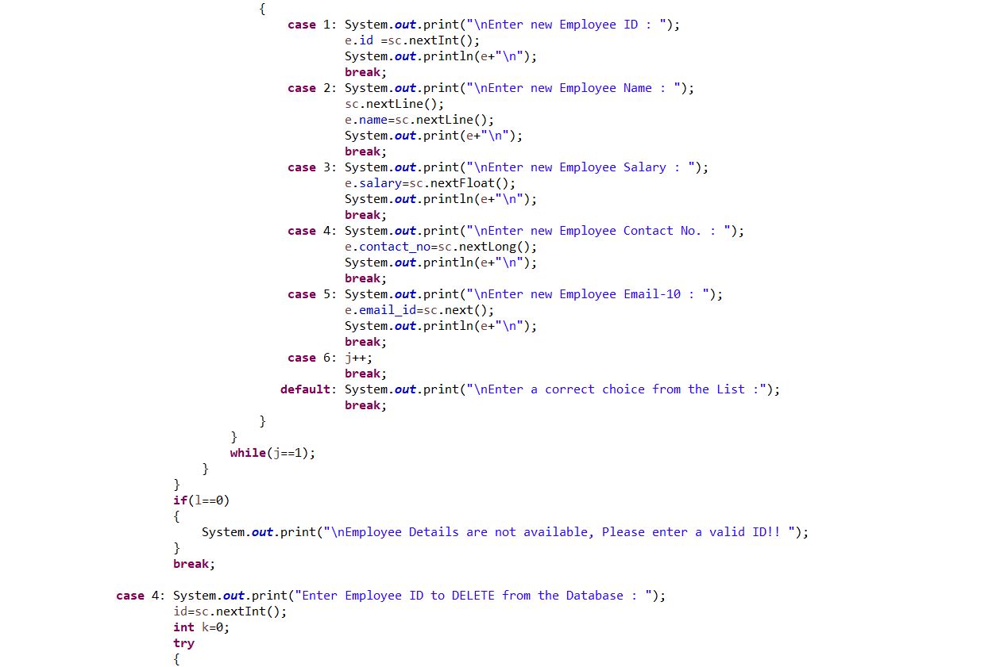 {
case 1: System.out.print("\nEnter new Employee ID : ");
e.id =sc.nextInt();
System.out.println(e+"\n");
break;
case 2: System.out.print("\nEnter new Employee Name : ");
sc.nextLine();
e.name=sc.nextLine();
System.out.print(e+"\n");
break;
case 3: System.out.print("\nEnter new Employee Salary : ");
e.salary=sc.nextFloat();
System.out.println(e+"\n");
break;
case 4: System.out.print("\nEnter new Employee Contact No. : ");
e.contact_no=sc.nextLong();
System.out.println(e+"\n");
break;
case 5: System.out.print("\nEnter new Employee Email-10 : ");
e.email_id=sc.next();
System.out.println(e+"\n");
break;
case 6: j++;
break;
default: System.out.print("\nEnter a correct choice from the List :");
break;
}
}
while(j==1);
}
}
if(l==0)
{
System.out.print("\nEmployee Details are not available, Please enter a valid ID!! ");
}
break;
case 4: System.out.print("Enter Employee ID to DELETE from the Database : ");
id=sc.nextInt();
int k=0;
try
{